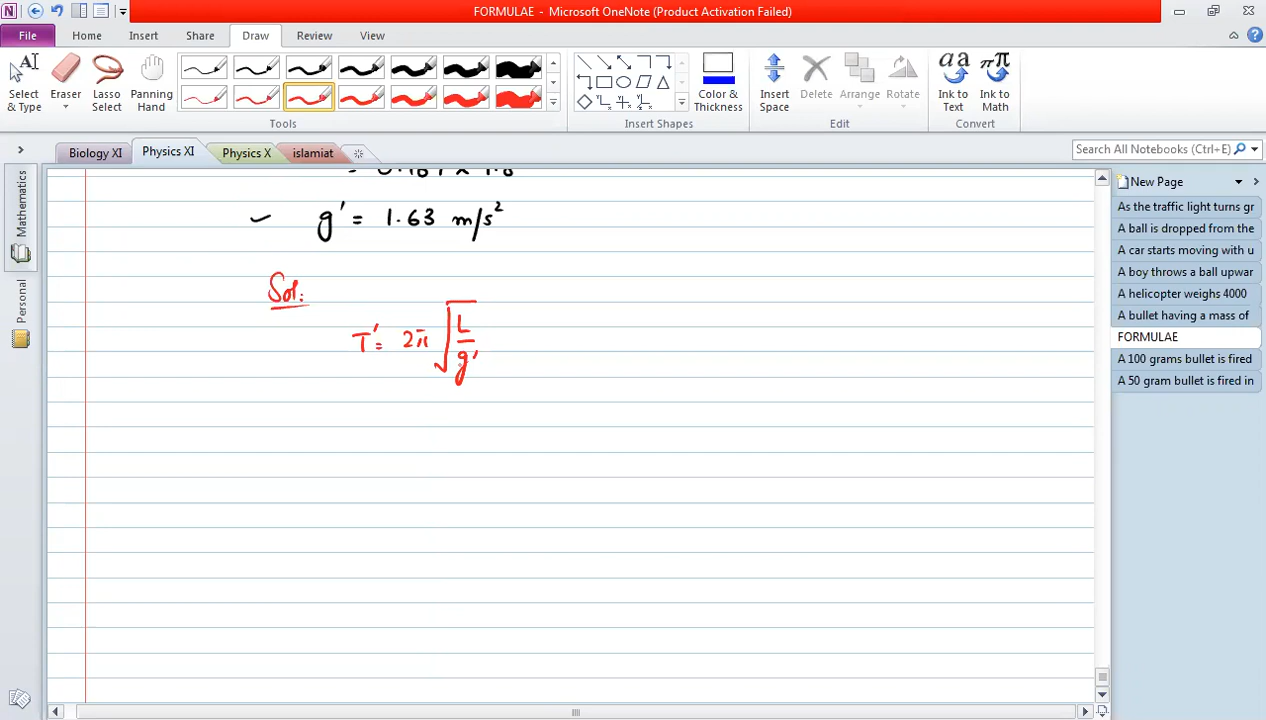 FORMULAE - Microsoft OneNote (Product Activation Failed)
File Home Insert Share Draw Review View
Select & Type
Eraser
Lasso Select
Panning Hand
Color & Thickness
Insert Space
Delete
Arrange
Rotate
Ink to Text
Ink to Math
Tools
Insert Shapes
Edit
Convert
Biology XI
Physics XI
Physics X
islamiat
Search All Notebooks (Ctrl+E)
Mathematics
Personal
New Page
As the traffic light turns gr
A ball is dropped from the
A car starts moving with u
A boy throws a ball upwar
A helicopter weighs 4000
A bullet having a mass of
FORMULAE
A 100 grams bullet is fired
A 50 gram bullet is fired in
g' = 1.63 m/s²
Sol:
T' = 2π √(L/g')